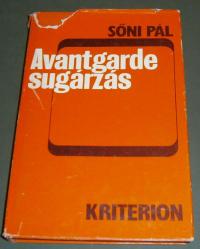 SŐNI PÁL
Avantgarde
sugárzás
KRITERION